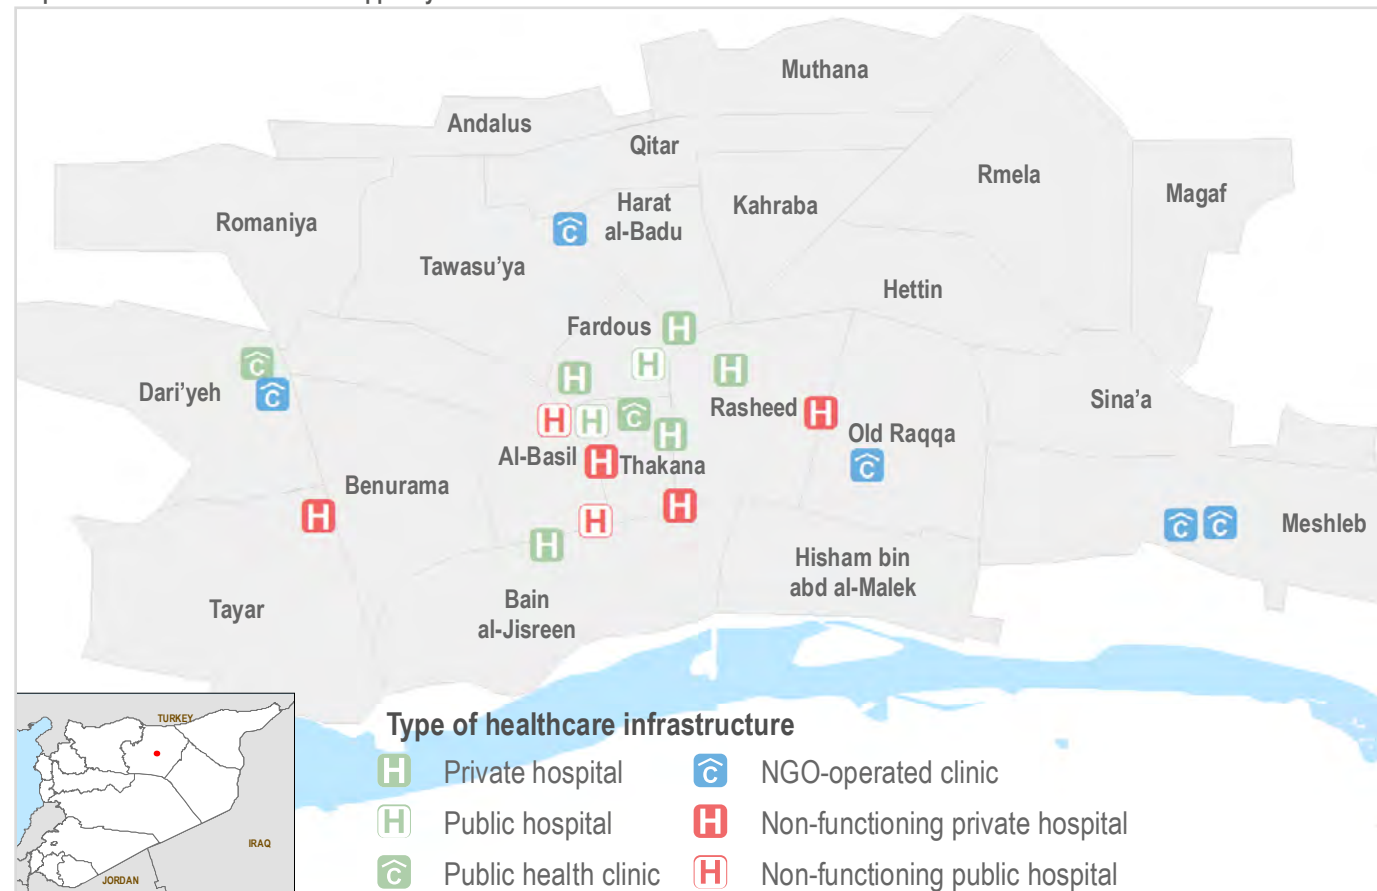 Muthana
Andalus
Qitar
Rmela
Magaf
Harat
al-Badu
Kahraba
Romaniya
C
Tawasu'ya
Hettin
Fardous
H
H
C
H
H
Dari'yeh
C
Rasheed
H
Sina'a
H
H
C
H
Old Raqqa
Al-Basil
H
Thakana
C
Benurama
H
H
H
C
C
Meshleb
H
Hisham bin
abd al-Malek
Bain
al-Jisreen
Tayar
TURKEY
IRAQ
JORDAN
Type of healthcare infrastructure
H Private hospital
C NGO-operated clinic
H Public hospital
H Non-functioning private hospital
C Public health clinic
H Non-functioning public hospital